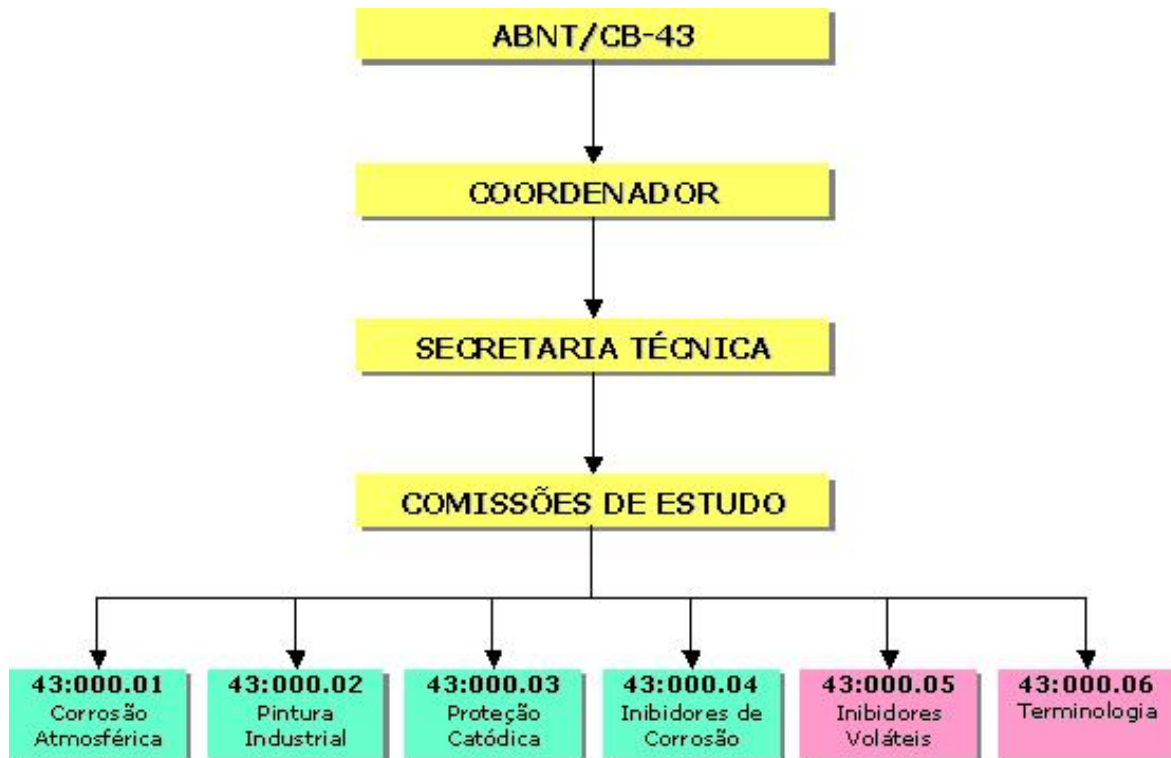 ABNT/CB-43
COORDENADOR
SECRETARIA TÉCNICA
COMISSÕES DE ESTUDO
43:000.01
Corrosão
Atmosférica
43:000.02
Pintura
Industrial
43:000.03
Proteção
Catódica
43:000.04
Inibidores de
Corrosão
43:000.05
Inibidores
Voláteis
43:000.06
Terminologia